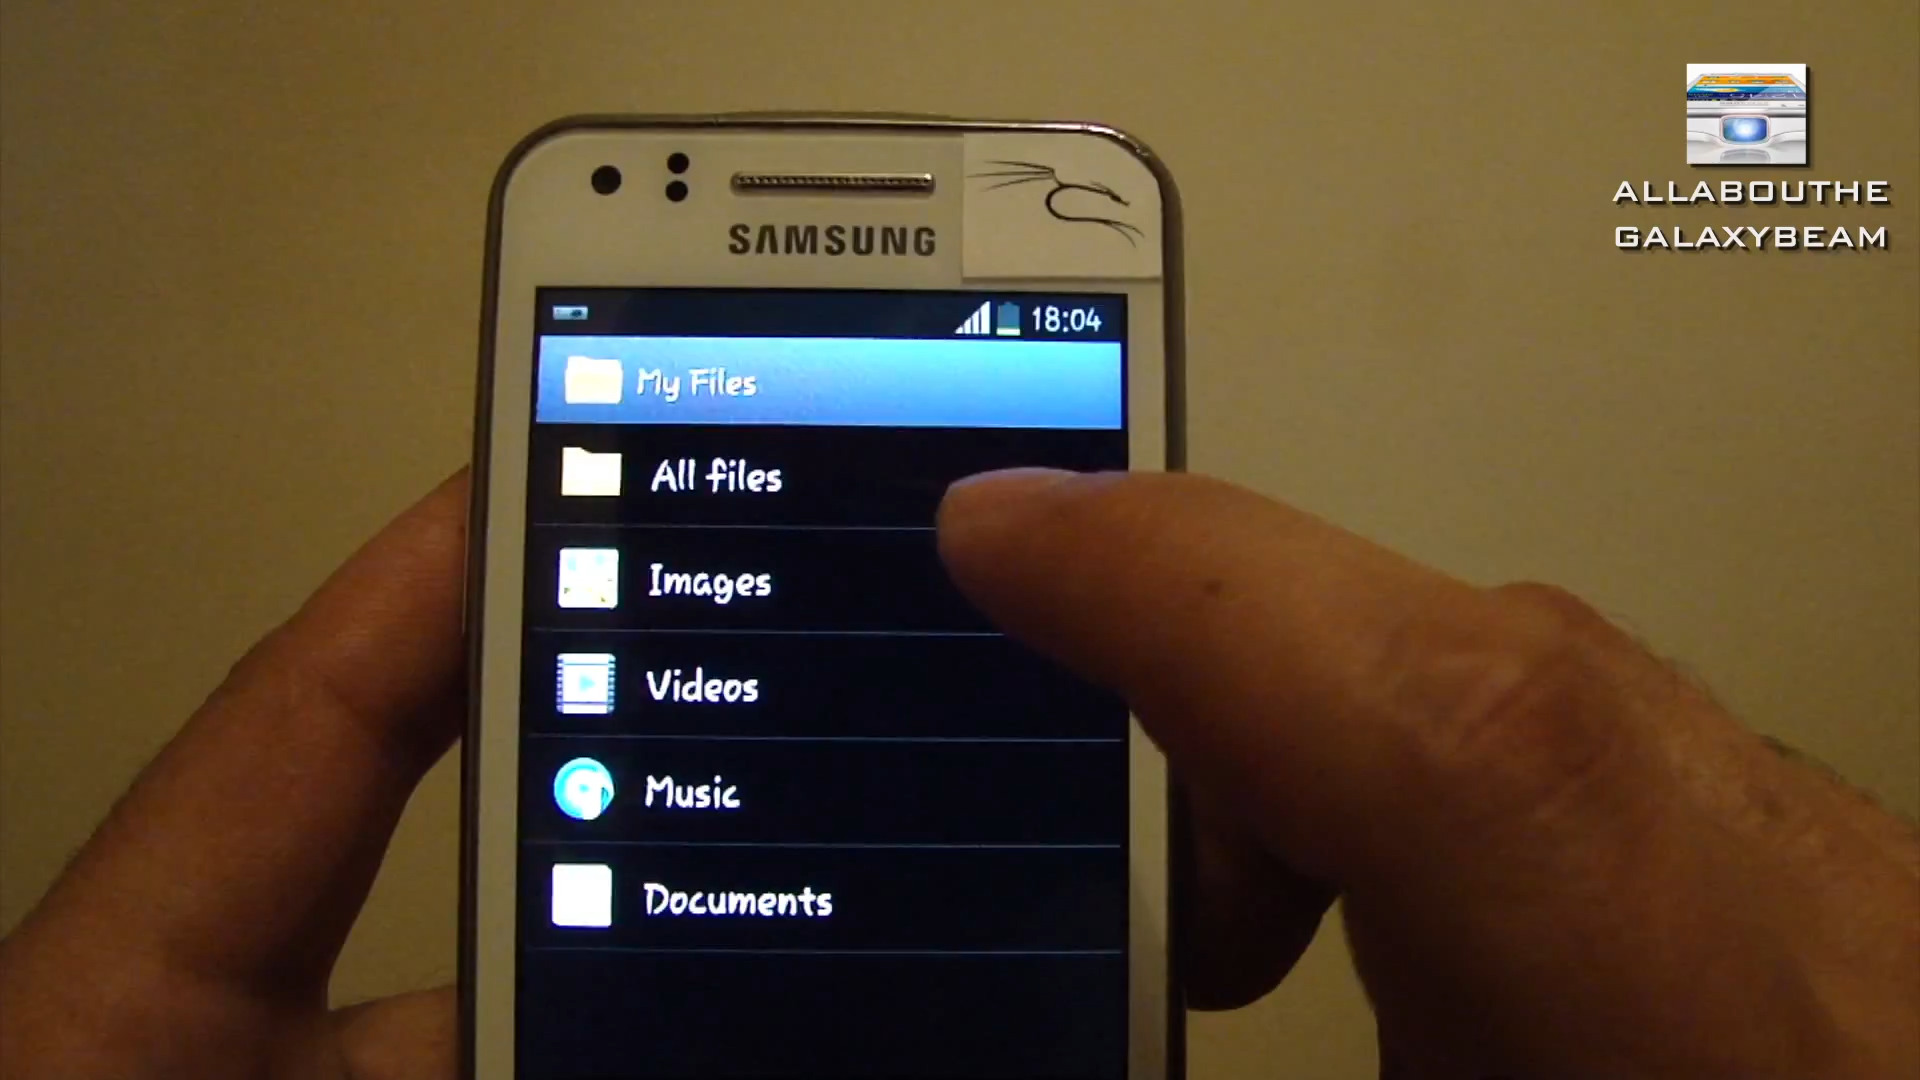 ALLABOUTHE
GALAXYBEAM
SAMSUNG
18:04
My Files
All files
Images
Videos
Music
Documents